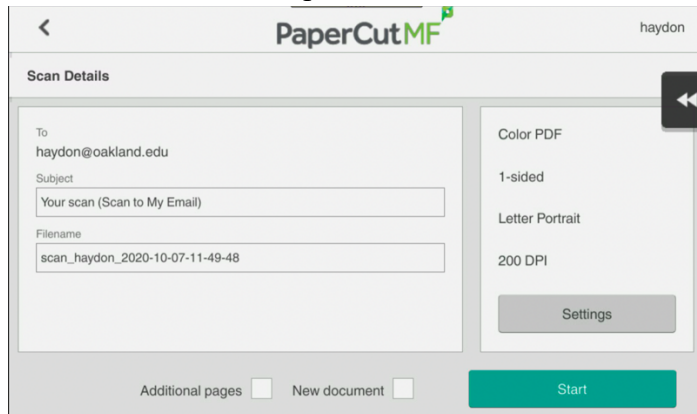 PaperCutMF
haydon
Scan Details
To
haydon@oakland.edu
Subject
Your scan (Scan to My Email)
Filename
scan_haydon_2020-10-07-11-49-48
Color PDF
1-sided
Letter Portrait
200 DPI
Settings
Additional pages
New document
Start